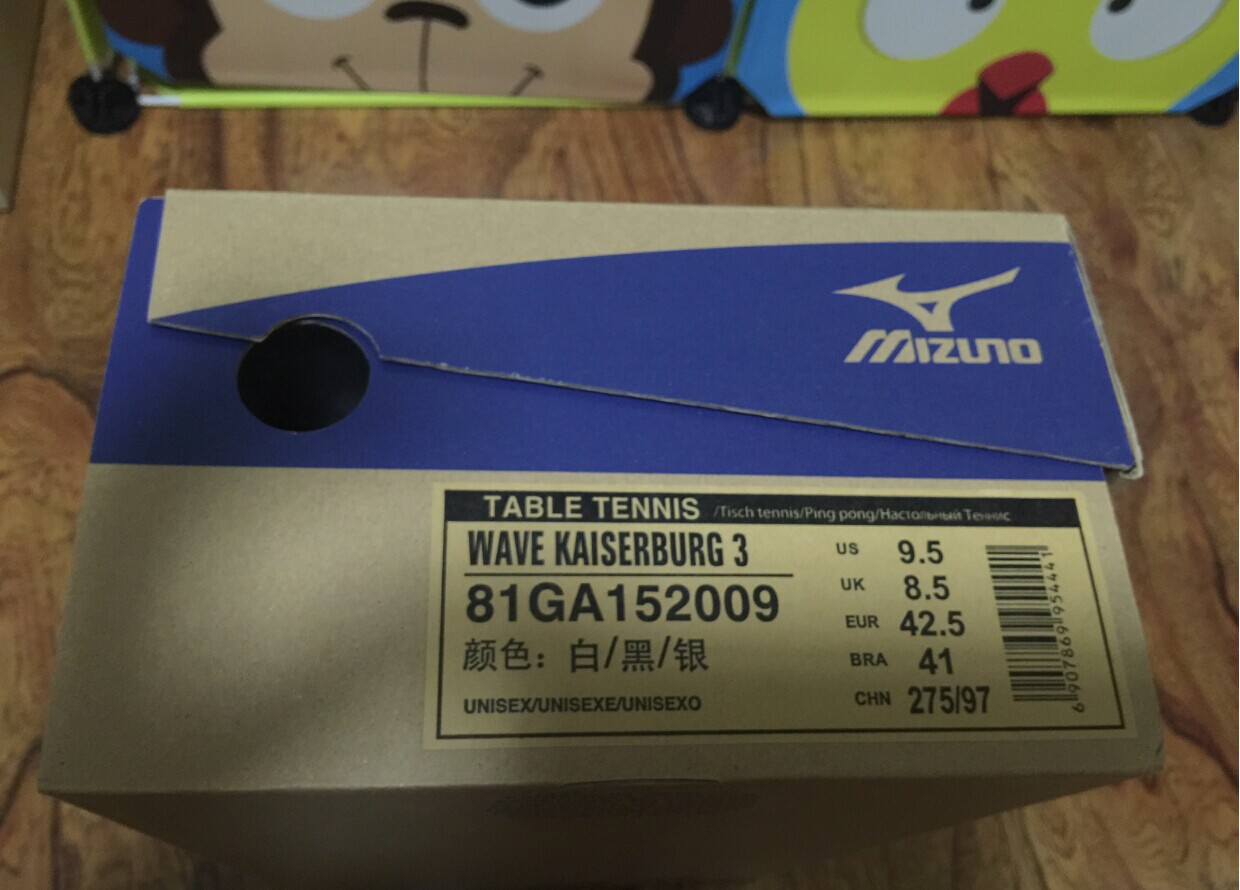 MIZUNO
TABLE TENNIS /Tisch tennis/Ping pong/Настольный Теннис
WAVE KAISERBURG 3
81GA152009
颜色：白/黑/银
UNISEX/UNISEXE/UNISEXO
US 9.5
UK 8.5
EUR 42.5
BRA 41
CHN 275/97
6907869954441